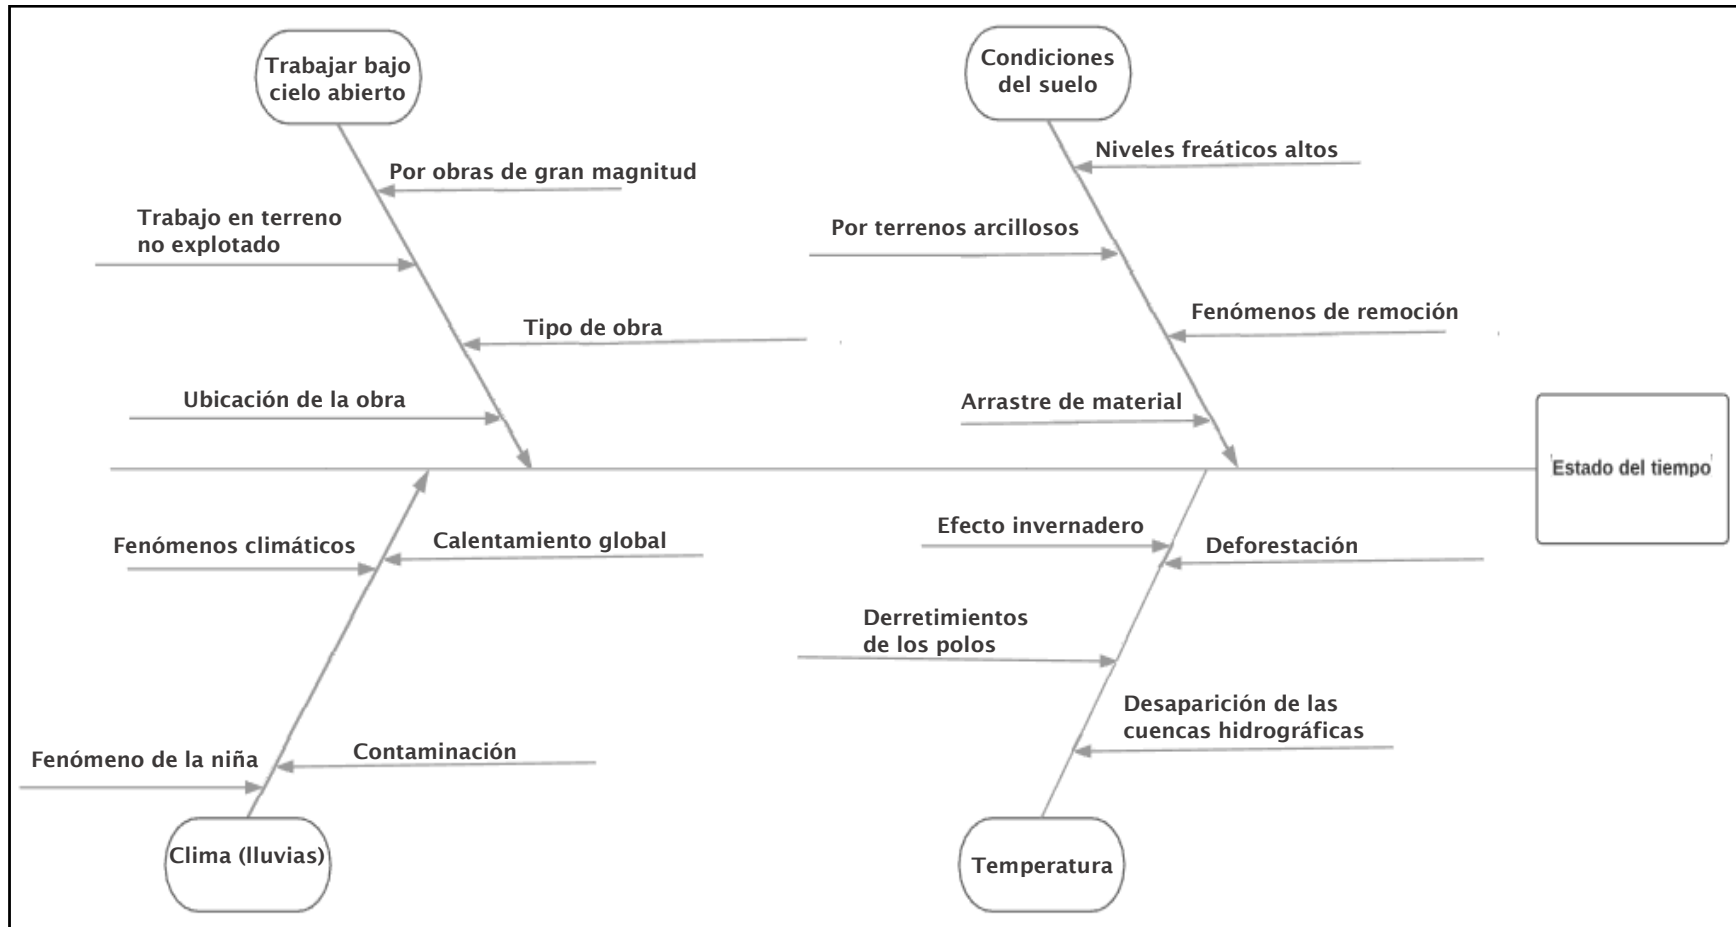 Trabajar bajo
cielo abierto
Condiciones
del suelo
Por obras de gran magnitud
Niveles freáticos altos
Trabajo en terreno
no explotado
Por terrenos arcillosos
Tipo de obra
Fenómenos de remoción
Ubicación de la obra
Arrastre de material
Estado del tiempo
Fenómenos climáticos
Calentamiento global
Efecto invernadero
Deforestación
Derretimientos
de los polos
Desaparición de las
cuencas hidrográficas
Fenómeno de la niña
Contaminación
Clima (lluvias)
Temperatura